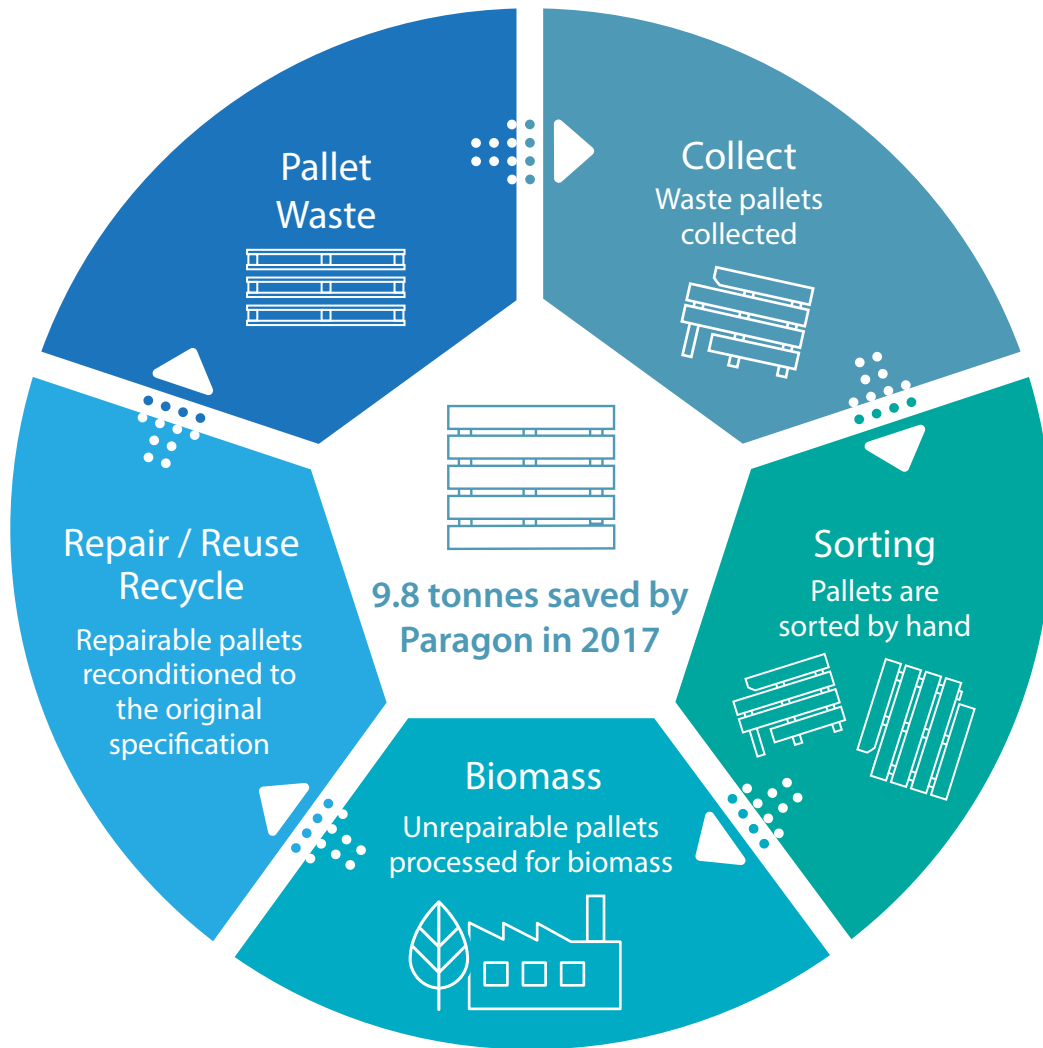 Pallet
Waste
Collect
Waste pallets
collected
Sorting
Pallets are
sorted by hand
Biomass
Unrepairable pallets
processed for biomass
Repair / Reuse
Recycle
Repairable pallets
reconditioned to
the original
specification
9.8 tonnes saved by
Paragon in 2017